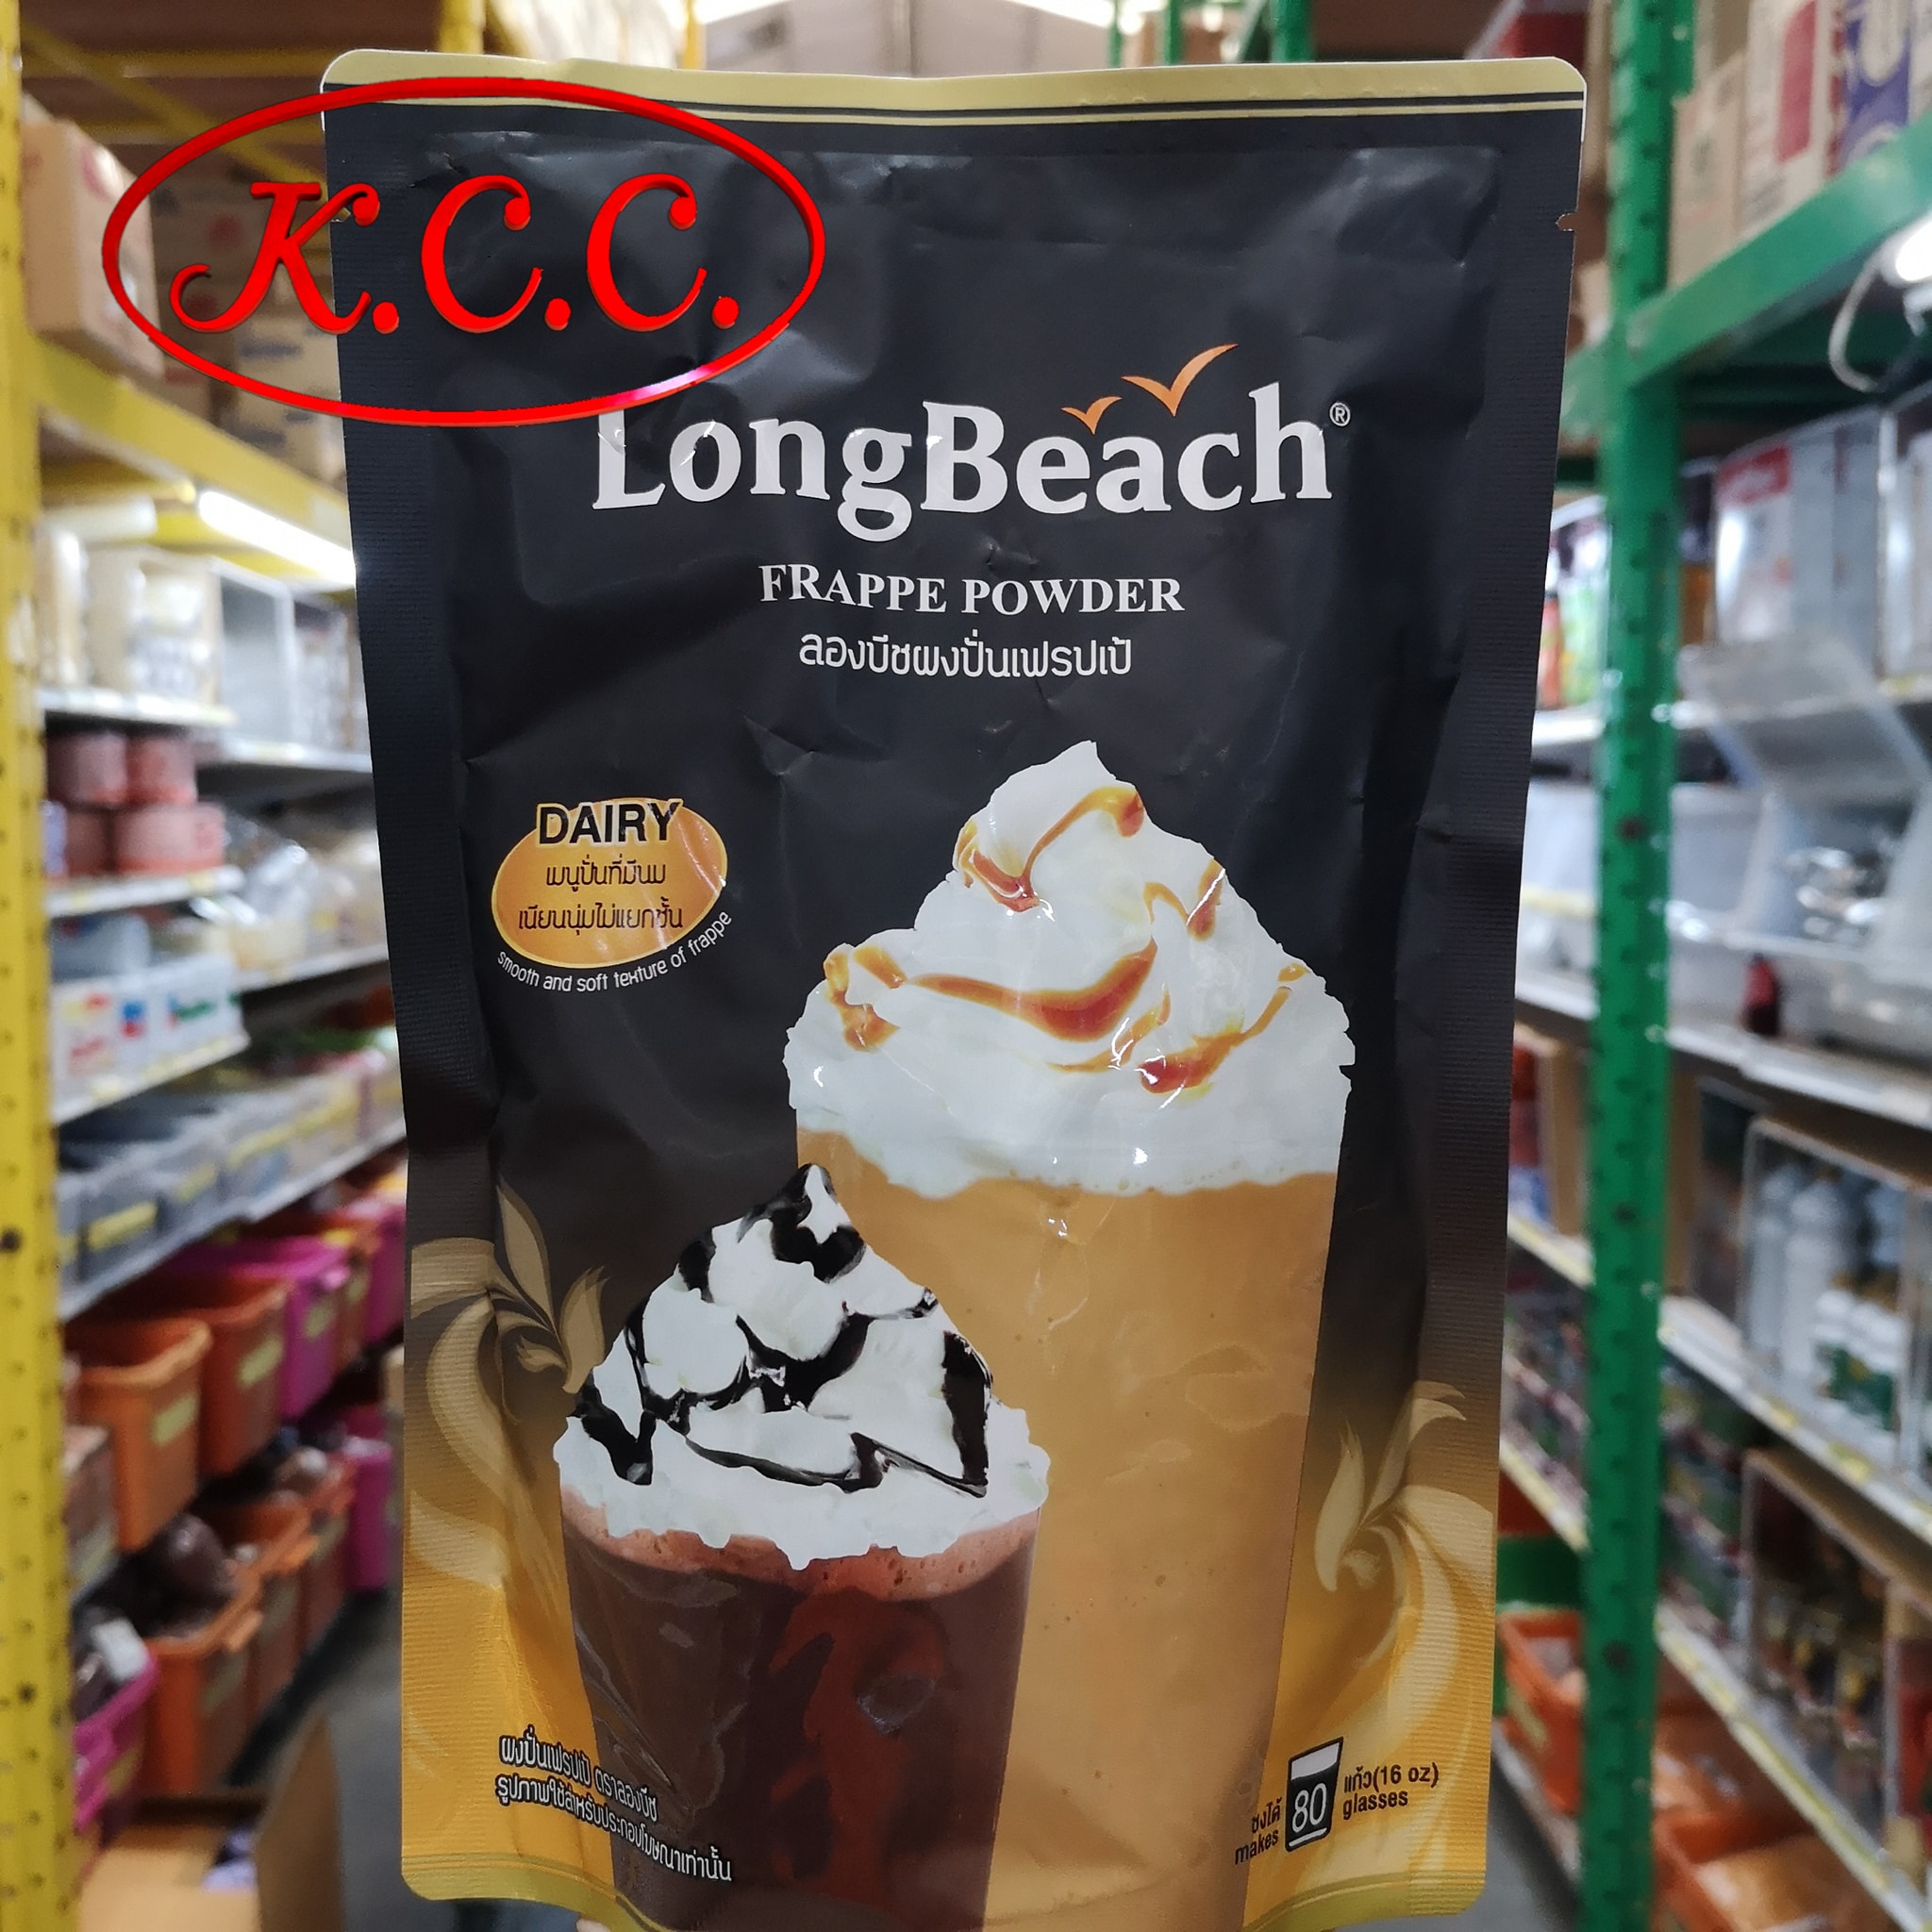 K.C.C.
LongBeach®
FRAPPE POWDER
ลองบีชผงปั่นเฟรปเป้
DAIRY
เมนูปั่นที่มีนม
เนียนนุ่มไม่แยกชั้น
smooth and soft texture of frappe
ผงปั่นเฟรปเป้ ตราลองบีช
รูปภาพใช้สำหรับประกอบโฆษณาเท่านั้น
ชงได้ 80 แก้ว(16 oz)
makes glasses